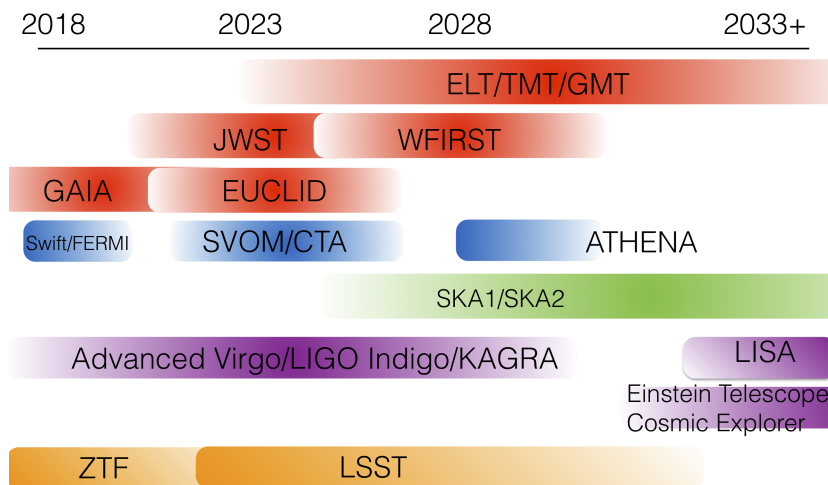 2018 2023 2028 2033+
ELT/TMT/GMT
JWST WFIRST
GAIA EUCLID
Swift/FERMI SVOM/CTA ATHENA
SKA1/SKA2
Advanced Virgo/LIGO Indigo/KAGRA LISA
Einstein Telescope
Cosmic Explorer
ZTF LSST